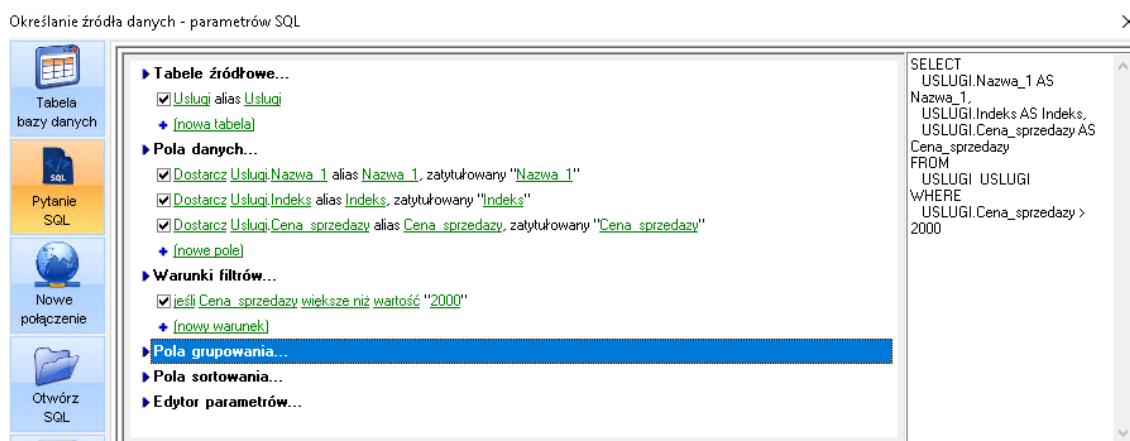 Określanie źródła danych - parametrów SQL
Tabela
bazy danych
SQL
Pytanie
SQL
Nowe
połączenie
Otwórz
SQL
Tabele źródłowe...
Uslugi alias Uslugi
(nowa tabela)
Pola danych...
Dostarcz Uslugi.Nazwa_1 alias Nazwa_1, zatytułowany "Nazwa_1"
Dostarcz Uslugi.Indeks alias Indeks, zatytułowany "Indeks"
Dostarcz Uslugi.Cena_sprzedazy alias Cena_sprzedazy, zatytułowany "Cena_sprzedazy"
(nowe pole)
Warunki filtrów...
jeśli Cena_sprzedazy większe niż wartość "2000"
(nowy warunek)
Pola grupowania...
Pola sortowania...
Edytor parametrów...
SELECT
USLUGI.Nazwa_1 AS
Nazwa_1,
USLUGI.Indeks AS Indeks,
USLUGI.Cena_sprzedazy AS
Cena_sprzedazy
FROM
USLUGI USLUGI
WHERE
USLUGI.Cena_sprzedazy >
2000